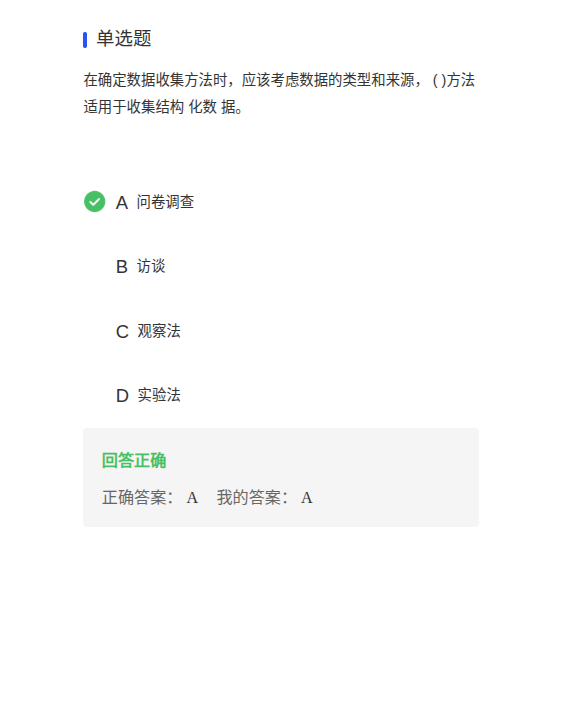 单选题
在确定数据收集方法时，应该考虑数据的类型和来源， ( )方法
适用于收集结构 化数 据。
A 问卷调查
B 访谈
C 观察法
D 实验法
回答正确
正确答案： A 我的答案： A